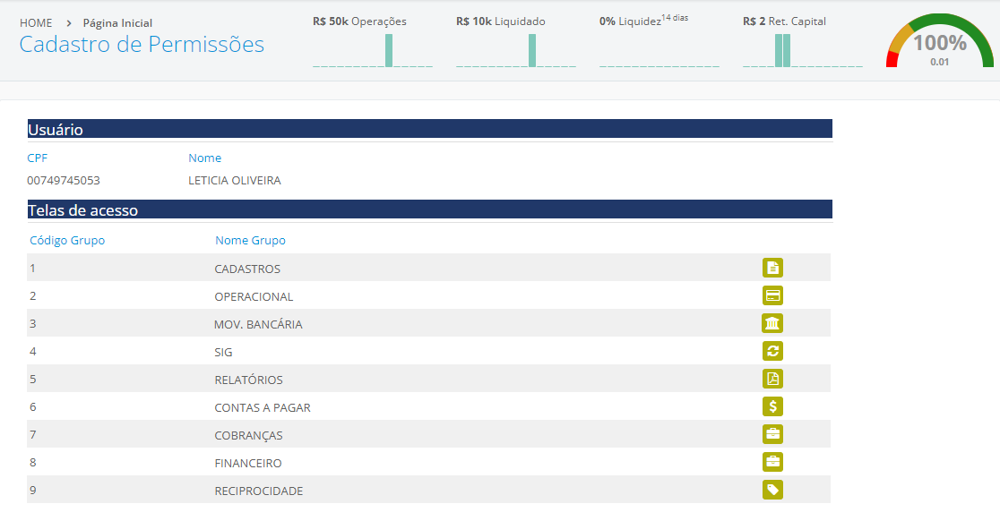 HOME > Página Inicial
Cadastro de Permissões
R$ 50k Operações
R$ 10k Liquidado
0% Liquidez 14 dias
R$ 2 Ret. Capital
100%
0.01
Usuário
CPF Nome
00749745053 LETICIA OLIVEIRA
Telas de acesso
Código Grupo Nome Grupo
1 CADASTROS
2 OPERACIONAL
3 MOV. BANCÁRIA
4 SIG
5 RELATÓRIOS
6 CONTAS A PAGAR
7 COBRANÇAS
8 FINANCEIRO
9 RECIPROCIDADE